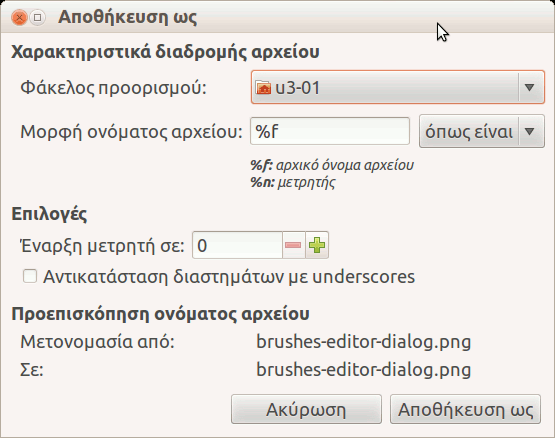 Αποθήκευση ως
Χαρακτηριστικά διαδρομής αρχείου
Φάκελος προορισμού: u3-01
Μορφή ονόματος αρχείου: %f όπως είναι
%f: αρχικό όνομα αρχείου
%n: μετρητής
Επιλογές
Έναρξη μετρητή σε: 0
Αντικατάσταση διαστημάτων με underscores
Προεπισκόπηση ονόματος αρχείου
Μετονομασία από: brushes-editor-dialog.png
Σε: brushes-editor-dialog.png
Ακύρωση Αποθήκευση ως